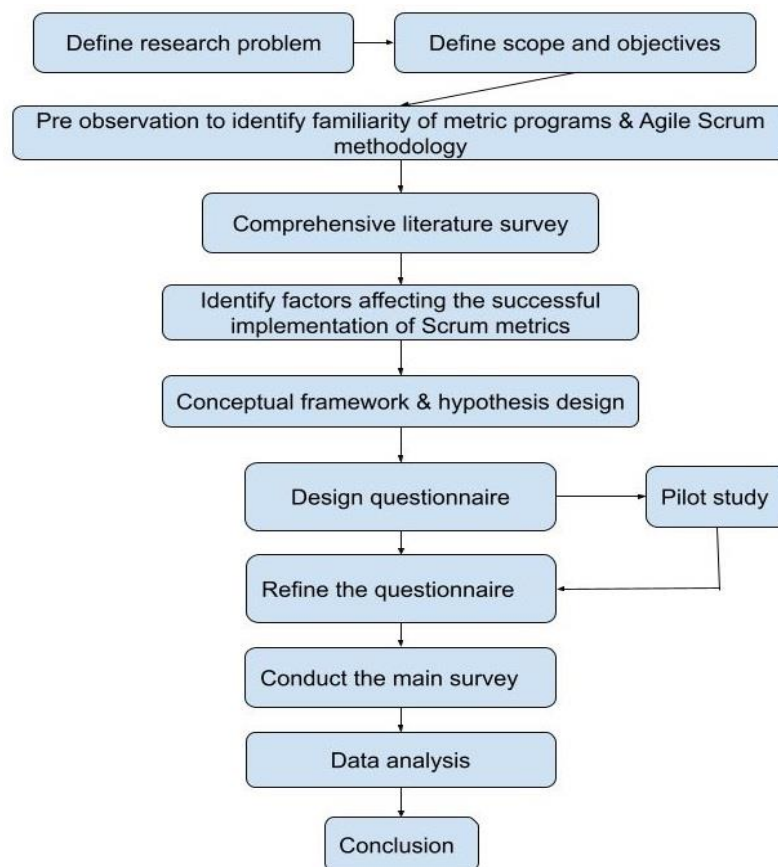 Define research problem
Define scope and objectives
Pre observation to identify familiarity of metric programs & Agile Scrum
methodology
Comprehensive literature survey
Identify factors affecting the successful
implementation of Scrum metrics
Conceptual framework & hypothesis design
Design questionnaire
Pilot study
Refine the questionnaire
Conduct the main survey
Data analysis
Conclusion